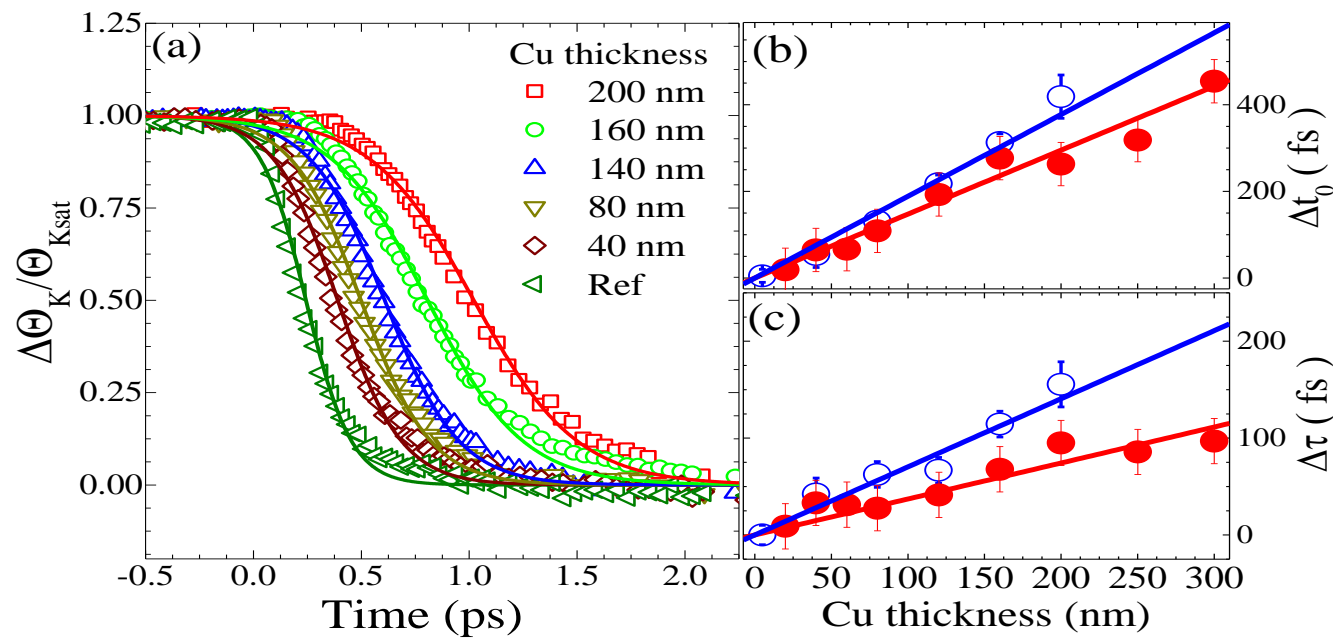 (a)
Cu thickness
200 nm
160 nm
140 nm
80 nm
40 nm
Ref
1.25
1.00
0.75
0.50
0.25
0.00
ΔΘK/ΘKsat
-0.5 0.0 0.5 1.0 1.5 2.0
Time (ps)
(b)
400
200
0
Δt0 ( fs )
(c)
200
100
0
Δτ ( fs )
0 50 100 150 200 250 300
Cu thickness (nm)